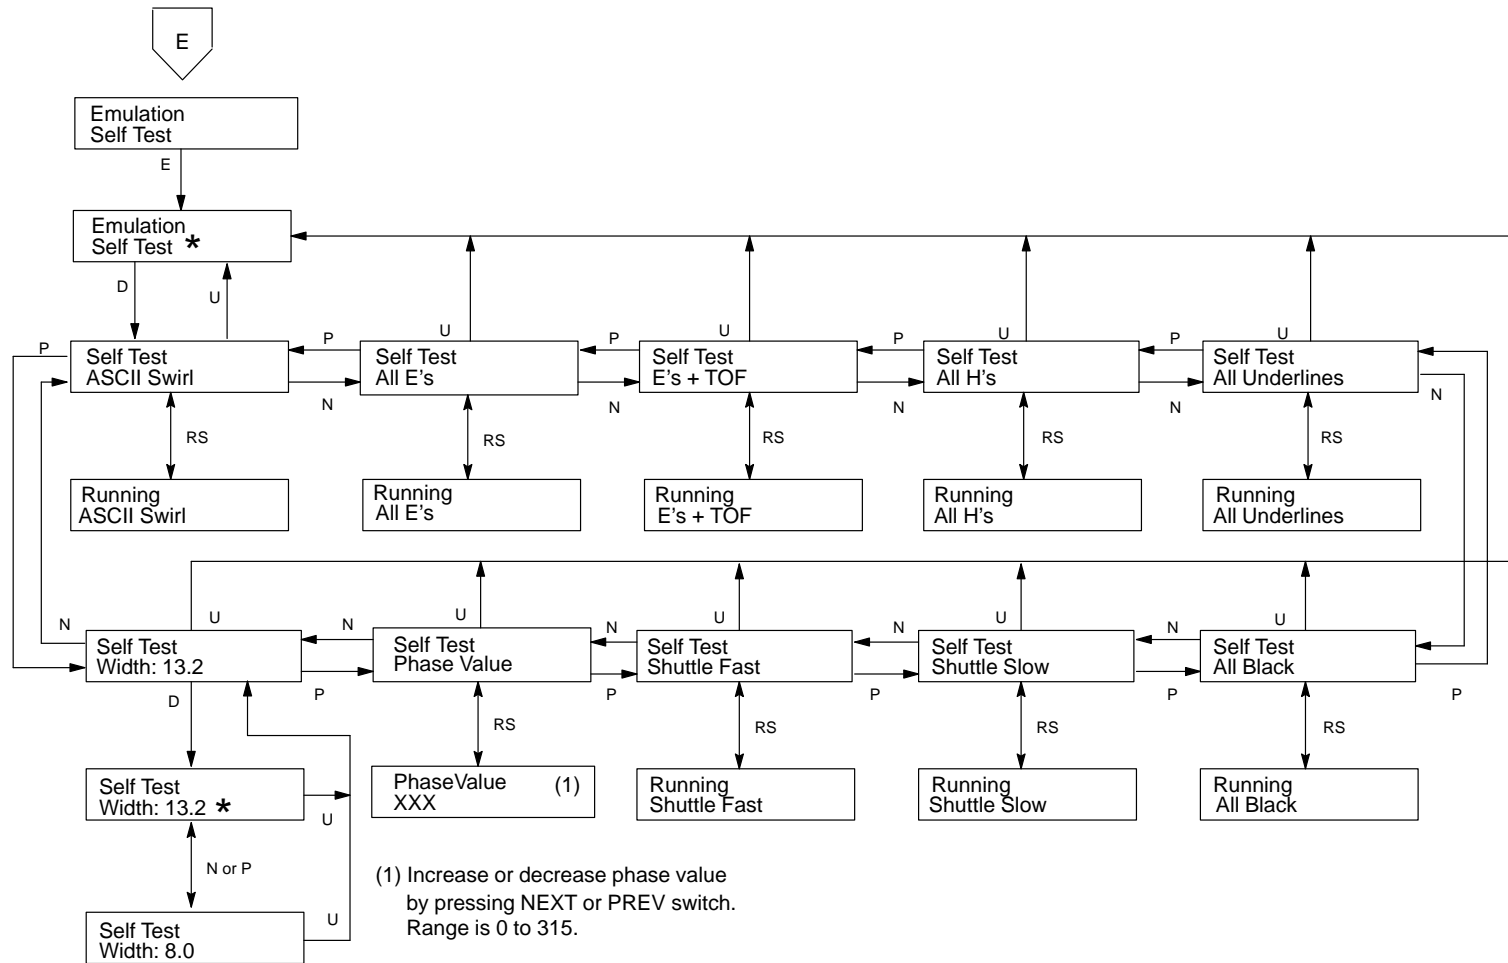 E
Emulation
Self Test
E
Emulation
Self Test *
D
U
P
P
U
P
U
P
U
P
U
Self Test
ASCII Swirl
Self Test
All E's
Self Test
E's + TOF
Self Test
All H's
Self Test
All Underlines
N
N
N
N
N
RS
RS
RS
RS
RS
Running
ASCII Swirl
Running
All E's
Running
E's + TOF
Running
All H's
Running
All Underlines
N
U
N
U
N
U
N
U
N
U
Self Test
Width: 13.2
Self Test
Phase Value
Self Test
Shuttle Fast
Self Test
Shuttle Slow
Self Test
All Black
D
P
P
P
P
P
RS
RS
RS
RS
Self Test
Width: 13.2 *
U
PhaseValue (1)
XXX
Running
Shuttle Fast
Running
Shuttle Slow
Running
All Black
N or P
Self Test
Width: 8.0
U
(1) Increase or decrease phase value
by pressing NEXT or PREV switch.
Range is 0 to 315.